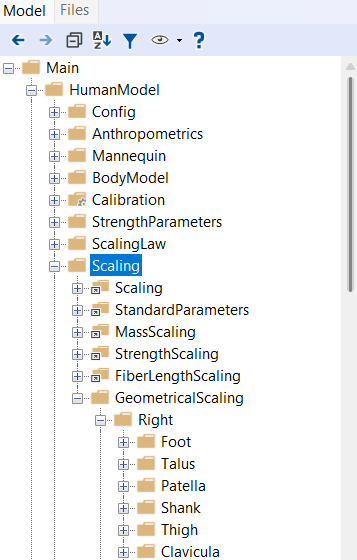 Model Files
?
Main
HumanModel
Config
Anthropometrics
Mannequin
BodyModel
Calibration
StrengthParameters
ScalingLaw
Scaling
Scaling
StandardParameters
MassScaling
StrengthScaling
FiberLengthScaling
GeometricalScaling
Right
Foot
Talus
Patella
Shank
Thigh
Clavicula